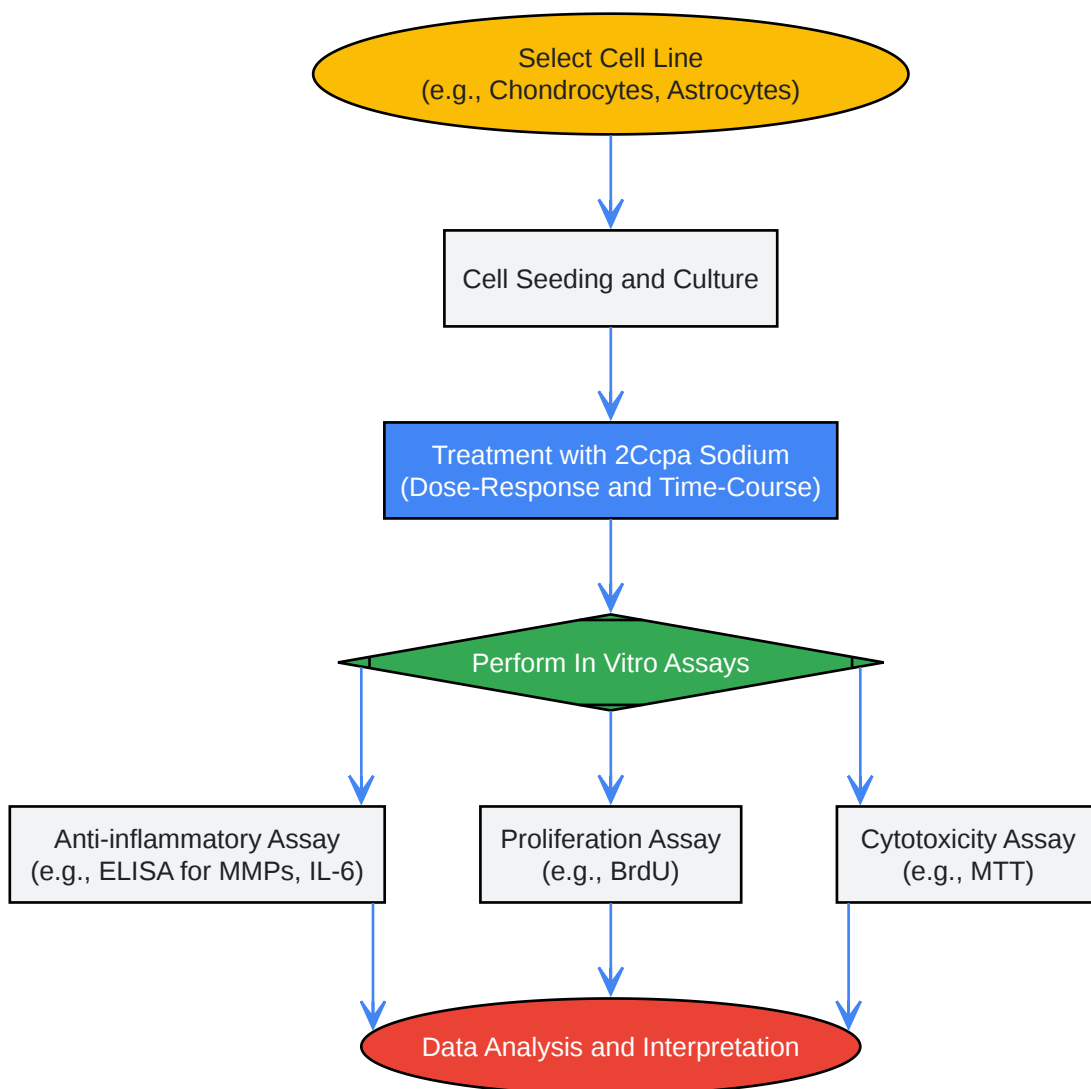 Select Cell Line
(e.g., Chondrocytes, Astrocytes)
Cell Seeding and Culture
Treatment with 2Ccpa Sodium
(Dose-Response and Time-Course)
Perform In Vitro Assays
Anti-inflammatory Assay
(e.g., ELISA for MMPs, IL-6)
Proliferation Assay
(e.g., BrdU)
Cytotoxicity Assay
(e.g., MTT)
Data Analysis and Interpretation